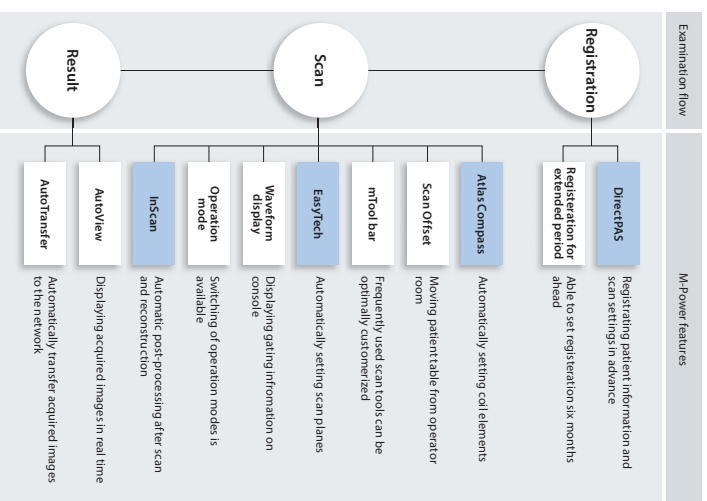 Examination flow
M-Power features
Registration
DirectPAS
Registrating patient information and
scan settings in advance
Registeration for
extended period
Able to set registeration six months
ahead
Scan
Atlas Compass
Automatically setting coil elements
Scan Offset
Moving patient table from operator
room
mTool bar
Frequently used scan tools can be
optimally customerized
EasyTech
Automatically setting scan planes
Waveform
display
Displaying gating infromation on
console
Operation
mode
Switching of operation modes is
available
InScan
Automatic post-processing after scan
and reconstruction
Result
AutoView
Displaying acquired images in real time
AutoTransfer
Automatically transfer acquired images
to the network